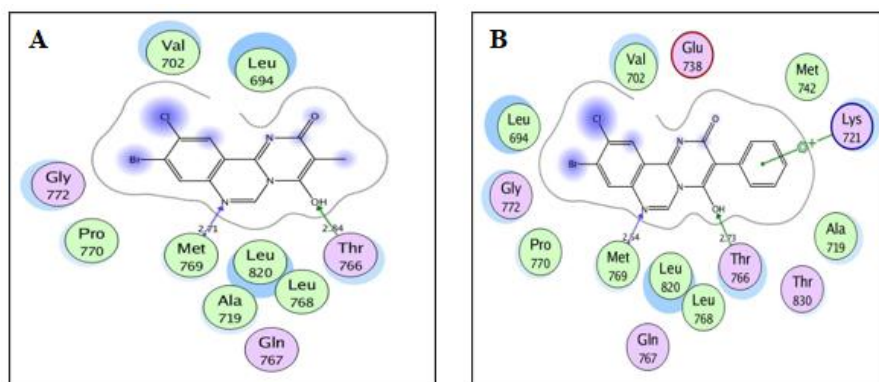 A
Val
702
Leu
694
Cl
Br
N
O
N
N
OH
Gly
772
Pro
770
2.71
2.84
Met
769
Leu
820
Thr
766
Ala
719
Leu
768
Gln
767
B
Val
702
Glu
738
Met
742
Leu
694
Cl
Br
N
O
N
N
OH
Lys
721
+
Gly
772
Pro
770
2.54
2.73
Met
769
Leu
820
Leu
768
Thr
766
Ala
719
Thr
830
Gln
767